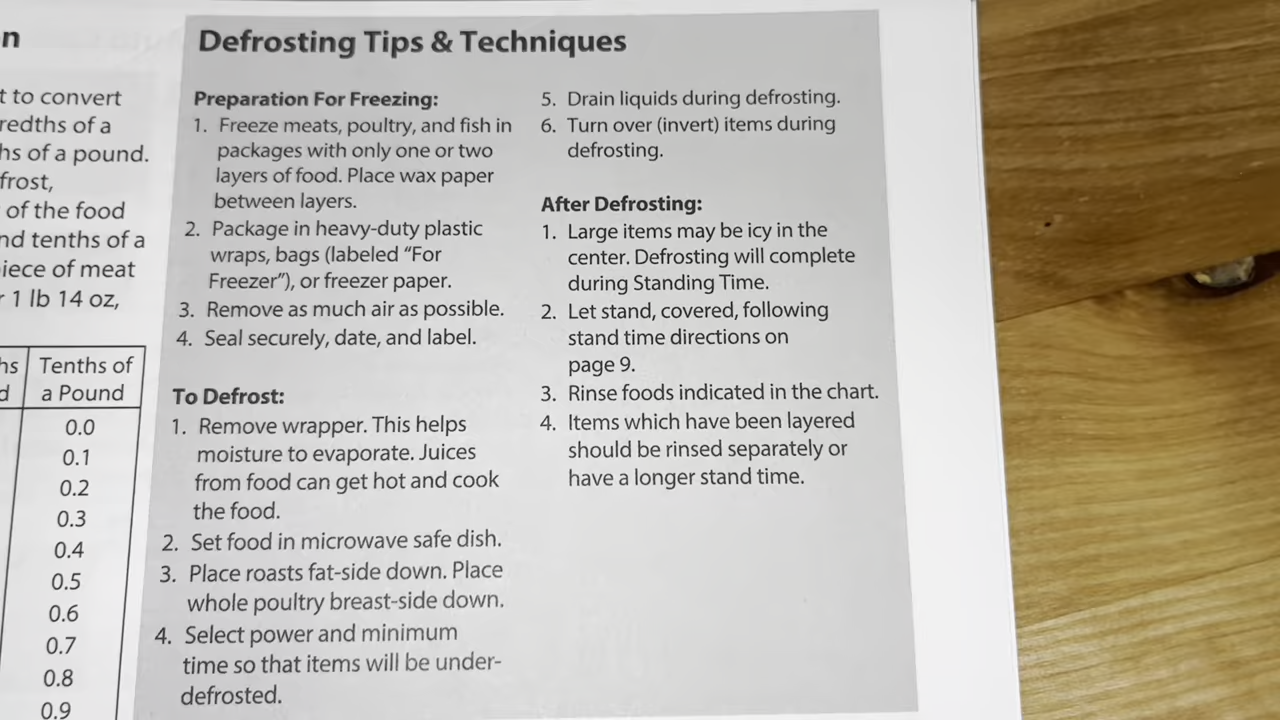 n
t to convert
redths of a
hs of a pound.
frost,
of the food
nd tenths of a
iece of meat
r 1 lb 14 oz,
hs Tenths of
d a Pound
0.0
0.1
0.2
0.3
0.4
0.5
0.6
0.7
0.8
0.9
Defrosting Tips & Techniques
Preparation For Freezing:
1. Freeze meats, poultry, and fish in
packages with only one or two
layers of food. Place wax paper
between layers.
2. Package in heavy-duty plastic
wraps, bags (labeled “For
Freezer”), or freezer paper.
3. Remove as much air as possible.
4. Seal securely, date, and label.
To Defrost:
1. Remove wrapper. This helps
moisture to evaporate. Juices
from food can get hot and cook
the food.
2. Set food in microwave safe dish.
3. Place roasts fat-side down. Place
whole poultry breast-side down.
4. Select power and minimum
time so that items will be under-
defrosted.
5. Drain liquids during defrosting.
6. Turn over (invert) items during
defrosting.
After Defrosting:
1. Large items may be icy in the
center. Defrosting will complete
during Standing Time.
2. Let stand, covered, following
stand time directions on
page 9.
3. Rinse foods indicated in the chart.
4. Items which have been layered
should be rinsed separately or
have a longer stand time.